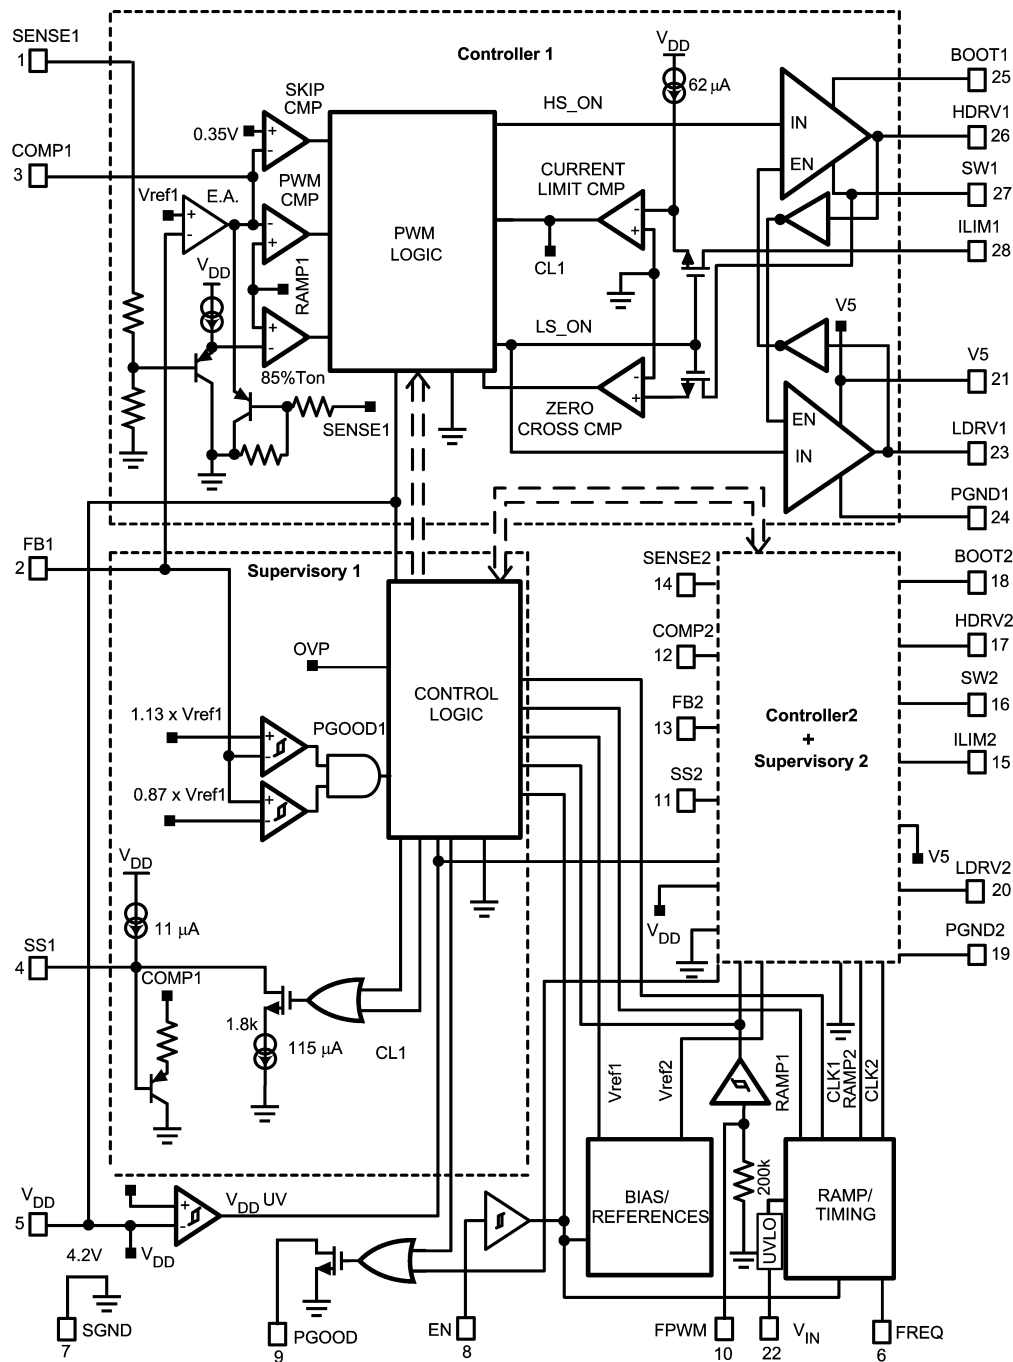 SENSE1
1
Controller 1
VDD
62 µA
BOOT1
25
SKIP
CMP
0.35V
+
-
HS_ON
IN
EN
HDRV1
26
COMP1
3
PWM
CMP
CURRENT
LIMIT CMP
SW1
27
Vref1
E.A.
+
-
-
+
PWM
LOGIC
-
+
ILIM1
28
CL1
VDD
RAMP1
+
-
LS_ON
V5
V5
21
85%Ton
SENSE1
-
+
ZERO
CROSS CMP
EN
IN
LDRV1
23
PGND1
24
FB1
2
Supervisory 1
SENSE2
14
BOOT2
18
OVP
CONTROL
LOGIC
COMP2
12
HDRV2
17
1.13 x Vref1
+
-
PGOOD1
FB2
13
Controller2
+
Supervisory 2
SW2
16
ILIM2
15
0.87 x Vref1
+
-
SS2
11
VDD
11 µA
V5
LDRV2
20
VDD
SS1
4
PGND2
19
COMP1
1.8k
115 µA
CL1
Vref1
Vref2
RAMP1
CLK1
RAMP2
CLK2
200k
VDD
5
+
-
VDD UV
4.2V
VDD
BIAS/
REFERENCES
RAMP/
TIMING
UVLO
SGND
7
PGOOD
9
EN
8
FPWM
10
22
VIN
FREQ
6